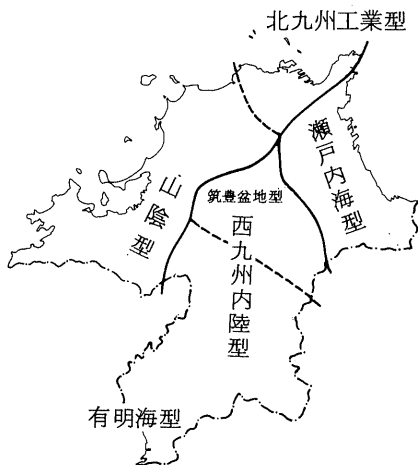 北九州工業型
瀬戸内海型
山陰型
筑豊盆地型
西九州内陸型
有明海型